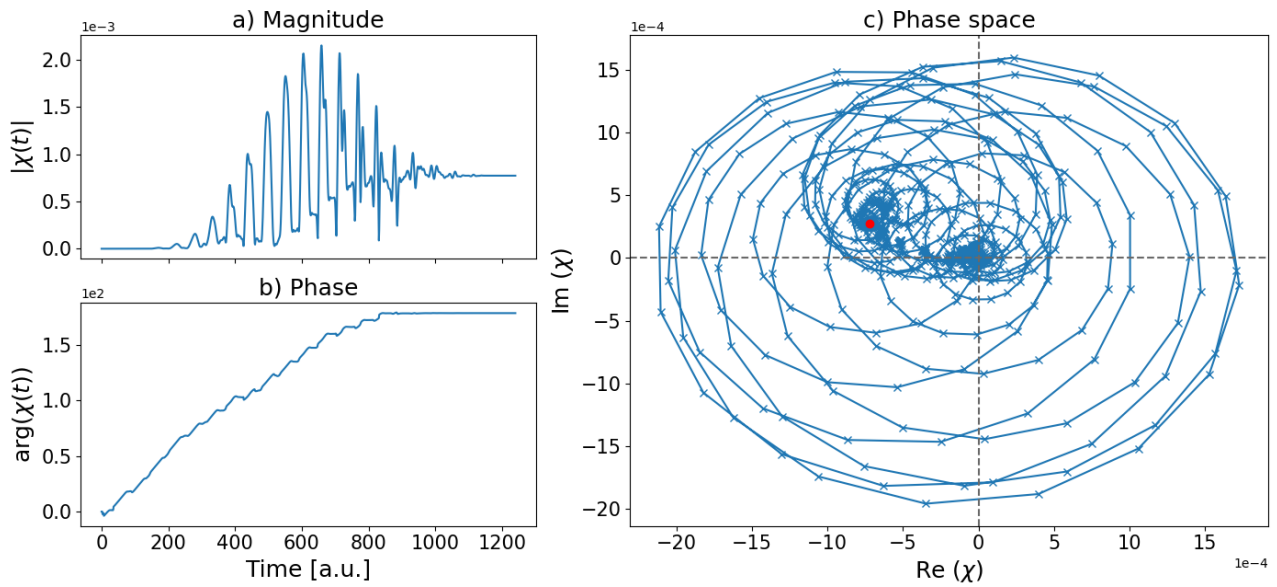 a) Magnitude
1e−3
2.0
1.5
1.0
0.5
0.0
|χ(t)|
b) Phase
1e2
1.5
1.0
0.5
0.0
arg(χ(t))
0 200 400 600 800 1000 1200
Time [a.u.]
c) Phase space
1e−4
15
10
5
0
−5
−10
−15
−20
Im (χ)
−20 −15 −10 −5 0 5 10 15
1e−4
Re (χ)